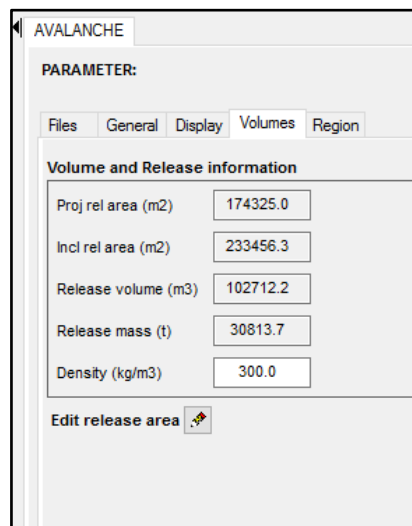 AVALANCHE
PARAMETER:
Files General Display Volumes Region
Volume and Release information
Proj rel area (m2) 174325.0
Incl rel area (m2) 233456.3
Release volume (m3) 102712.2
Release mass (t) 30813.7
Density (kg/m3) 300.0
Edit release area